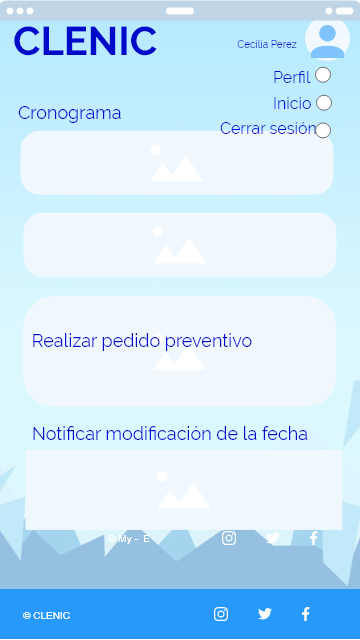 CLENIC
Cecilia Perez
Perfil
Inicio
Cerrar sesión
Cronograma
Realizar pedido preventivo
Notificar modificación de la fecha
© My - E
© CLENIC